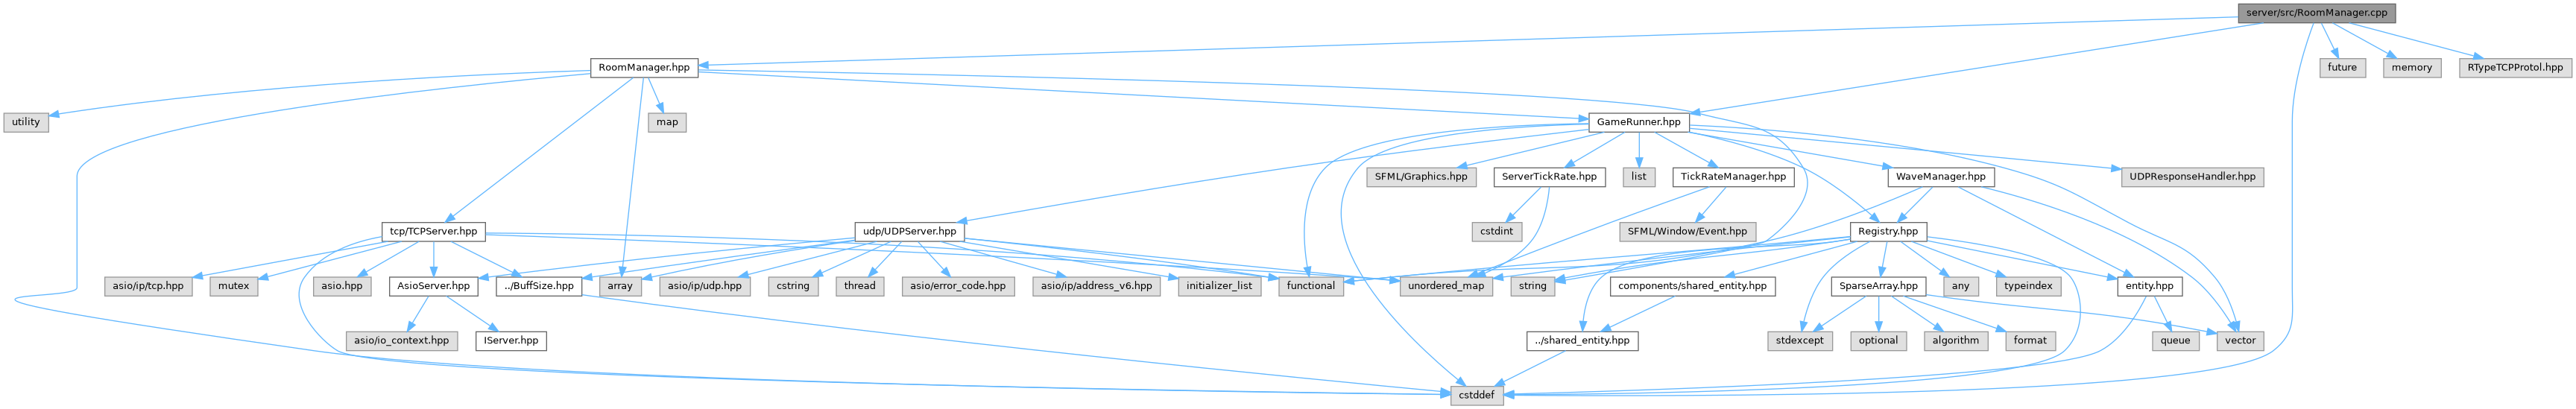 server/src/RoomManager.cpp
RoomManager.hpp
future
memory
RTypeTCPProtol.hpp
utility
map
GameRunner.hpp
SFML/Graphics.hpp
ServerTickRate.hpp
list
TickRateManager.hpp
WaveManager.hpp
UDPResponseHandler.hpp
tcp/TCPServer.hpp
udp/UDPServer.hpp
cstdint
SFML/Window/Event.hpp
Registry.hpp
asio/ip/tcp.hpp
mutex
asio.hpp
AsioServer.hpp
../BuffSize.hpp
array
asio/ip/udp.hpp
cstring
thread
asio/error_code.hpp
asio/ip/address_v6.hpp
initializer_list
functional
unordered_map
string
components/shared_entity.hpp
SparseArray.hpp
any
typeindex
entity.hpp
asio/io_context.hpp
IServer.hpp
../shared_entity.hpp
stdexcept
optional
algorithm
format
queue
vector
cstddef